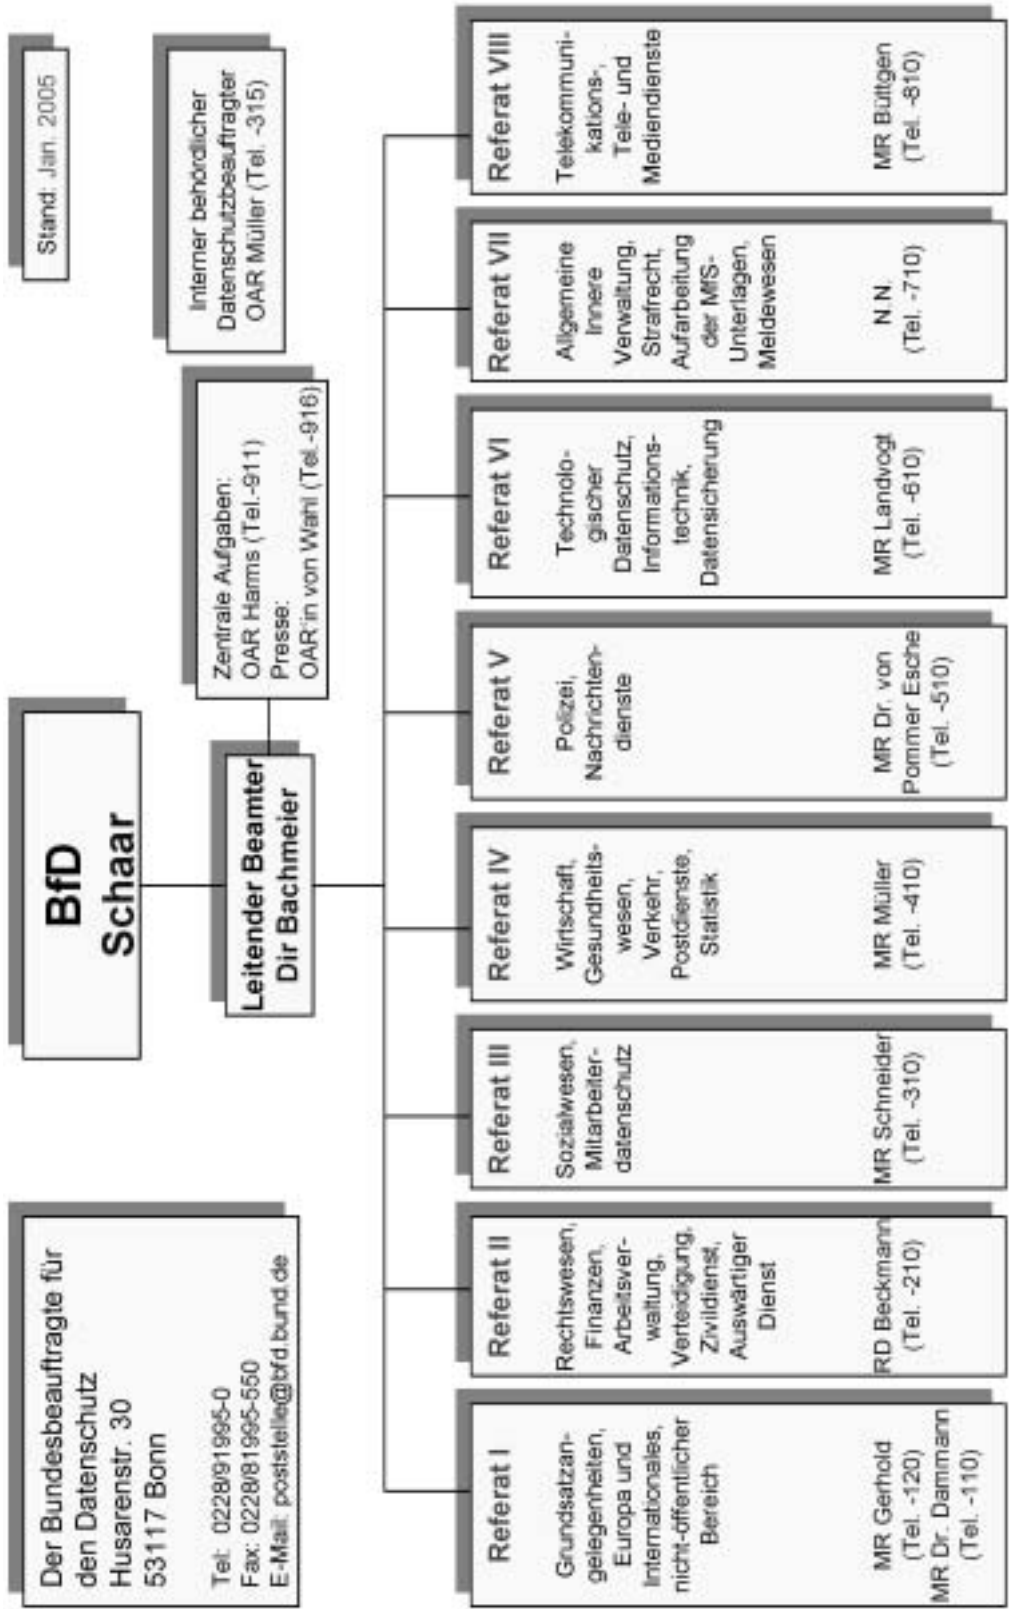 Der Bundesbeauftragte für
den Datenschutz
Husarenstr. 30
53117 Bonn
Tel: 0228/91995-0
Fax: 0228/81995-550
E-Mail: poststelle@bfd.bund.de
BfD
Schaar
Stand: Jan. 2005
Leitender Beamter
Dir Bachmeier
Zentrale Aufgaben:
OAR Harms (Tel.-911)
Presse:
OAR'in von Wahl (Tel.-916)
Interner behördlicher
Datenschutzbeauftragter
OAR Müller (Tel. -315)
Referat I
Grundsatzan-
gelegenheiten,
Europa und
Internationales,
nicht-öffentlicher
Bereich
MR Gerhold
(Tel. -120)
MR Dr. Dammann
(Tel. -110)
Referat II
Rechtswesen,
Finanzen,
Arbeitsver-
waltung,
Verteidigung,
Zivildienst,
Auswärtiger
Dienst
RD Beckmann
(Tel. -210)
Referat III
Sozialwesen,
Mitarbeiter-
datenschutz
MR Schneider
(Tel. -310)
Referat IV
Wirtschaft,
Gesundheits-
wesen,
Verkehr,
Postdienste,
Statistik
MR Müller
(Tel. -410)
Referat V
Polizei,
Nachrichten-
dienste
MR Dr. von
Pommer Esche
(Tel. -510)
Referat VI
Technolo-
gischer
Datenschutz,
Informations-
technik,
Datensicherung
MR Landvogt
(Tel. -610)
Referat VII
Allgemeine
Innere
Verwaltung,
Strafrecht,
Aufarbeitung
der MfS-
Unterlagen,
Meldewesen
N.N.
(Tel. -710)
Referat VIII
Telekommuni-
kations-,
Tele- und
Mediendienste
MR Büttgen
(Tel. -810)